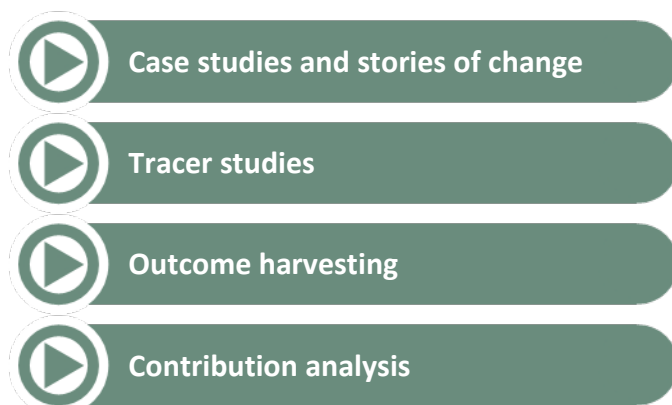 Case studies and stories of change
Tracer studies
Outcome harvesting
Contribution analysis